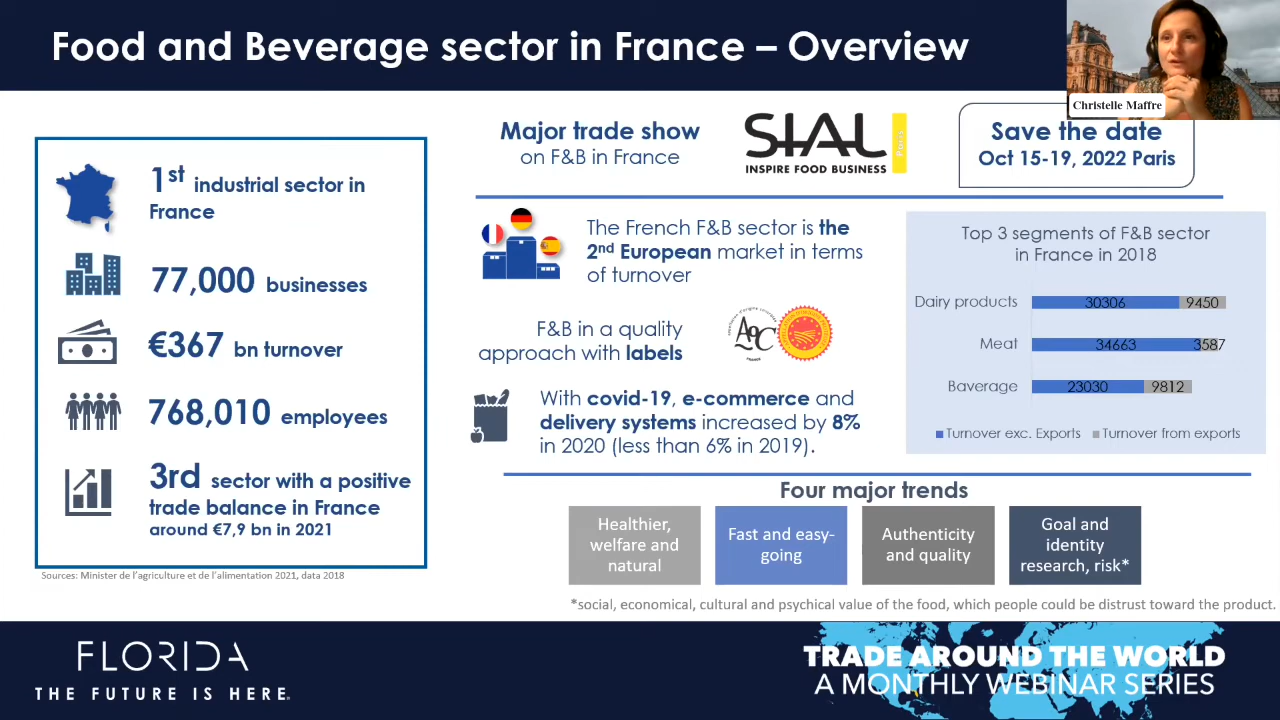 Food and Beverage sector in France – Overview
Christelle Maffre
1st industrial sector in
France
77,000 businesses
€367 bn turnover
768,010 employees
3rd sector with a positive
trade balance in France
around €7,9 bn in 2021
Sources: Minister de l'agriculture et de l'alimentation 2021, data 2018
Major trade show
on F&B in France
SIAL
Paris
INSPIRE FOOD BUSINESS
Save the date
Oct 15-19, 2022 Paris
The French F&B sector is the
2nd European market in terms
of turnover
F&B in a quality
approach with labels
AOC
FRANCE
With covid-19, e-commerce and
delivery systems increased by 8%
in 2020 (less than 6% in 2019).
Top 3 segments of F&B sector
in France in 2018
Dairy products 30306 9450
Meat 34663 3587
Baverage 23030 9812
Turnover exc. Exports Turnover from exports
Four major trends
Healthier,
welfare and
natural
Fast and easy-
going
Authenticity
and quality
Goal and
identity
research, risk*
*social, economical, cultural and psychical value of the food, which people could be distrust toward the product.
FLORIDA
THE FUTURE IS HERE.
TRADE AROUND THE WORLD
A MONTHLY WEBINAR SERIES